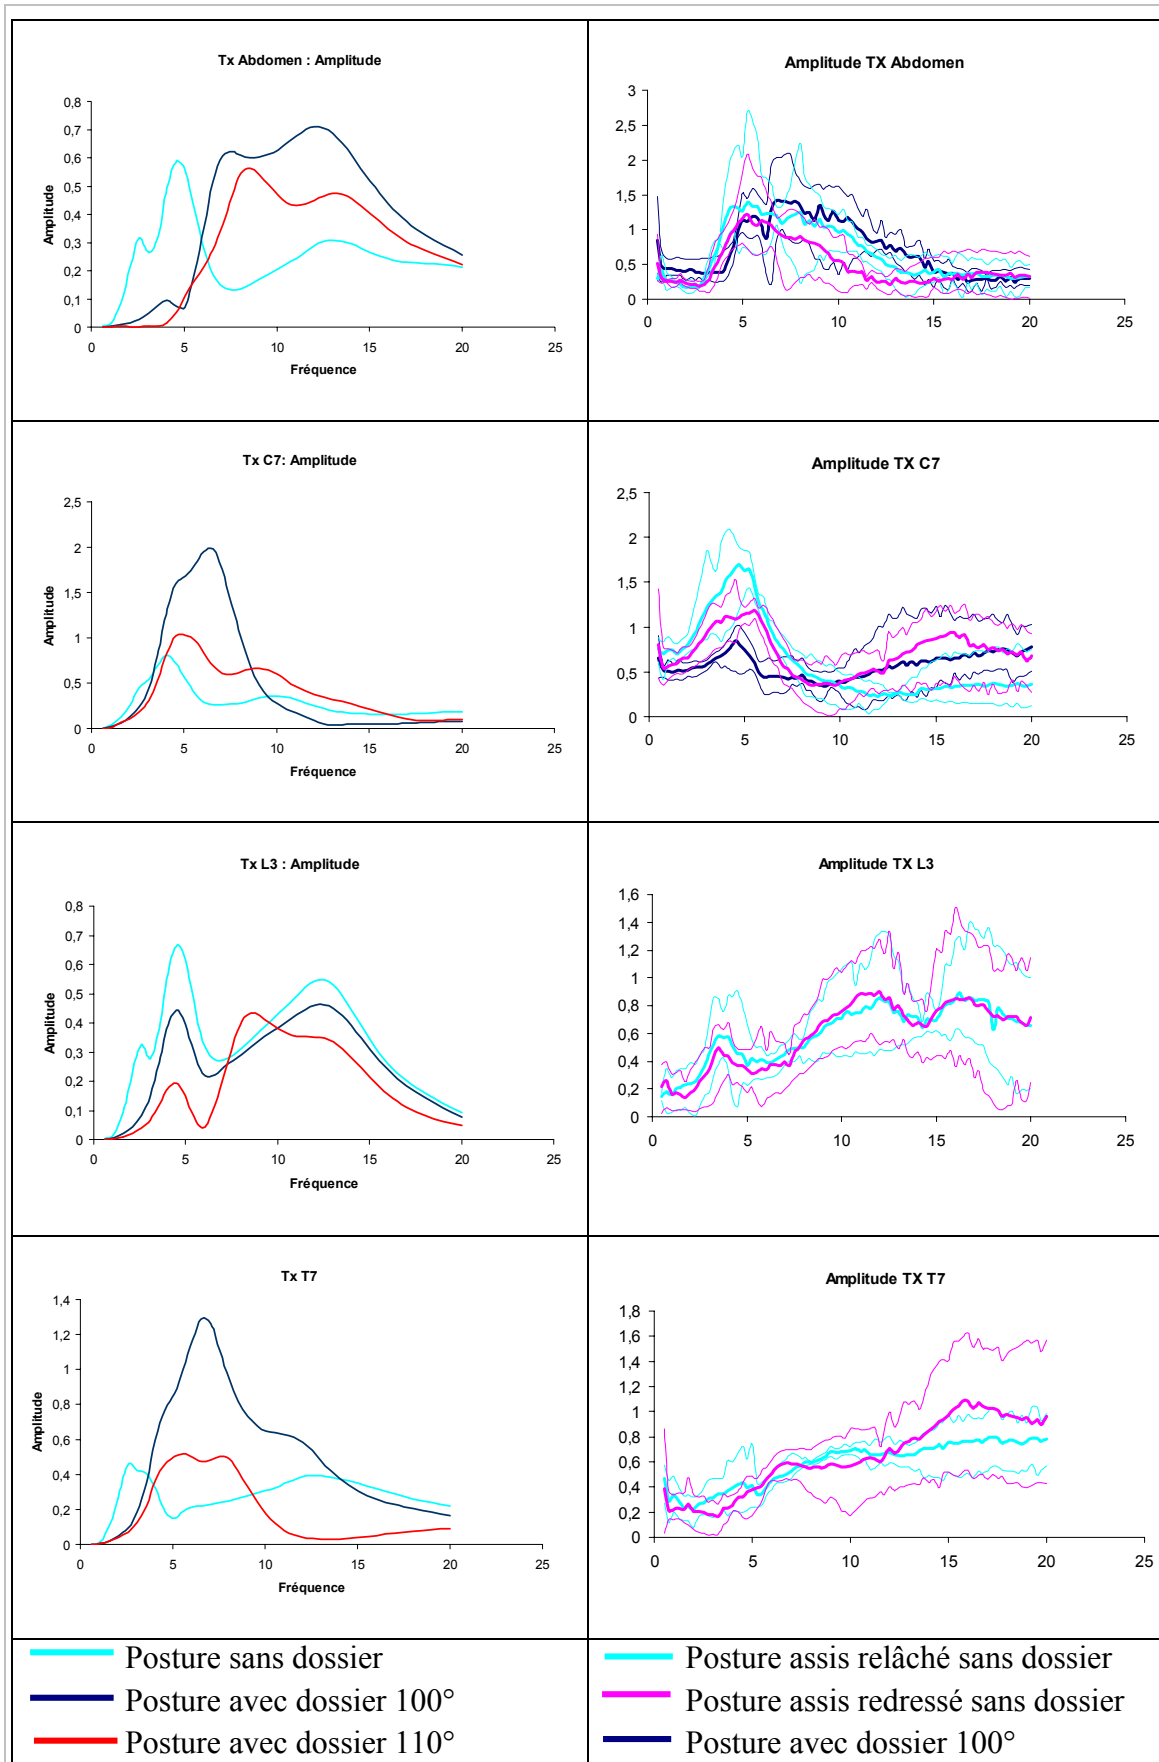 Tx Abdomen : Amplitude
0,8
0,7
0,6
0,5
0,4
0,3
0,2
0,1
0
Amplitude
0 5 10 15 20 25
Fréquence
Amplitude TX Abdomen
3
2,5
2
1,5
1
0,5
0
0 5 10 15 20 25
Tx C7: Amplitude
2,5
2
1,5
1
0,5
0
Amplitude
0 5 10 15 20 25
Fréquence
Amplitude TX C7
2,5
2
1,5
1
0,5
0
0 5 10 15 20 25
Tx L3 : Amplitude
0,8
0,7
0,6
0,5
0,4
0,3
0,2
0,1
0
Amplitude
0 5 10 15 20 25
Fréquence
Amplitude TX L3
1,6
1,4
1,2
1
0,8
0,6
0,4
0,2
0
0 5 10 15 20 25
Tx T7
1,4
1,2
1
0,8
0,6
0,4
0,2
0
Amplitude
0 5 10 15 20 25
Fréquence
Amplitude TX T7
1,8
1,6
1,4
1,2
1
0,8
0,6
0,4
0,2
0
0 5 10 15 20 25
Posture sans dossier
Posture avec dossier 100°
Posture avec dossier 110°
Posture assis relâché sans dossier
Posture assis redressé sans dossier
Posture avec dossier 100°